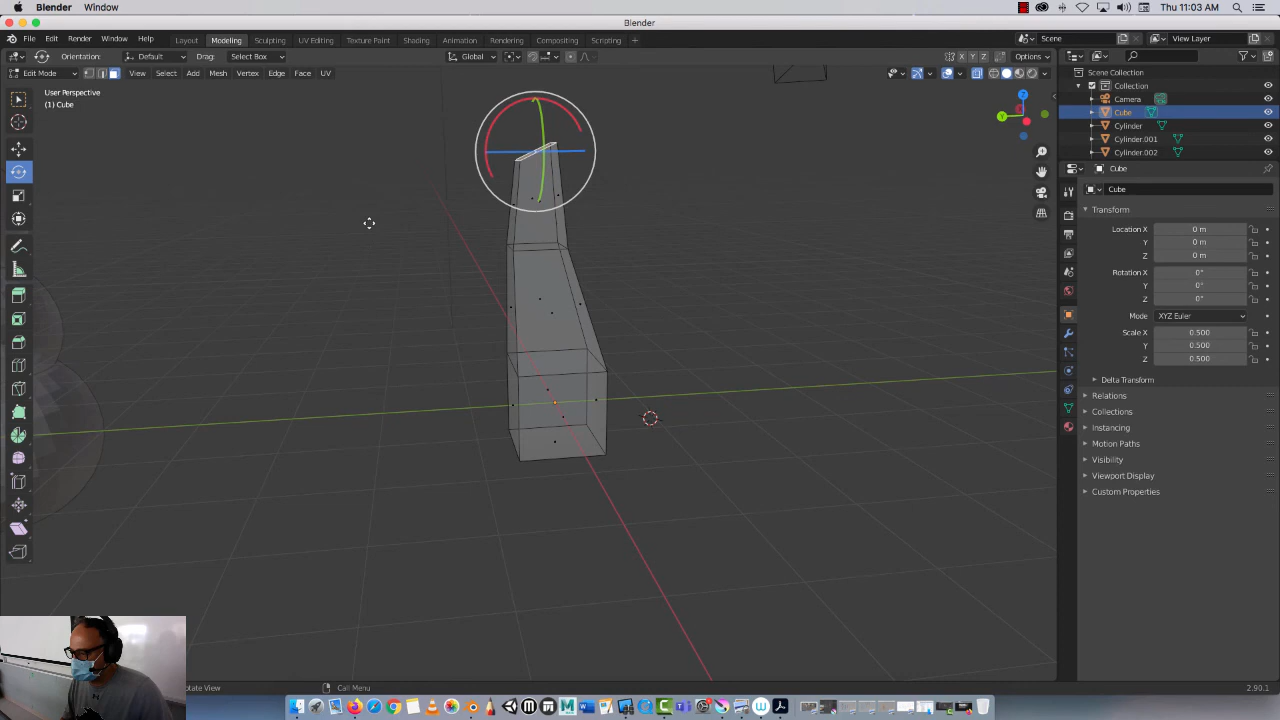 Blender Window Thu 11:03 AM
Blender
File Edit Render Window Help Layout Modeling Sculpting UV Editing Texture Paint Shading Animation Rendering Compositing Scripting + Scene View Layer
Orientation: Default Drag: Select Box Global X Y Z Options
Edit Mode View Select Add Mesh Vertex Edge Face UV
User Perspective
(1) Cube
Z
Y
Scene Collection
Collection
Camera
Cube
Cylinder
Cylinder.001
Cylinder.002
Cube
Cube
Transform
Location X 0 m
Y 0 m
Z 0 m
Rotation X 0°
Y 0°
Z 0°
Mode XYZ Euler
Scale X 0.500
Y 0.500
Z 0.500
Delta Transform
Relations
Collections
Instancing
Motion Paths
Visibility
Viewport Display
Custom Properties
otate View Call Menu 2.90.1